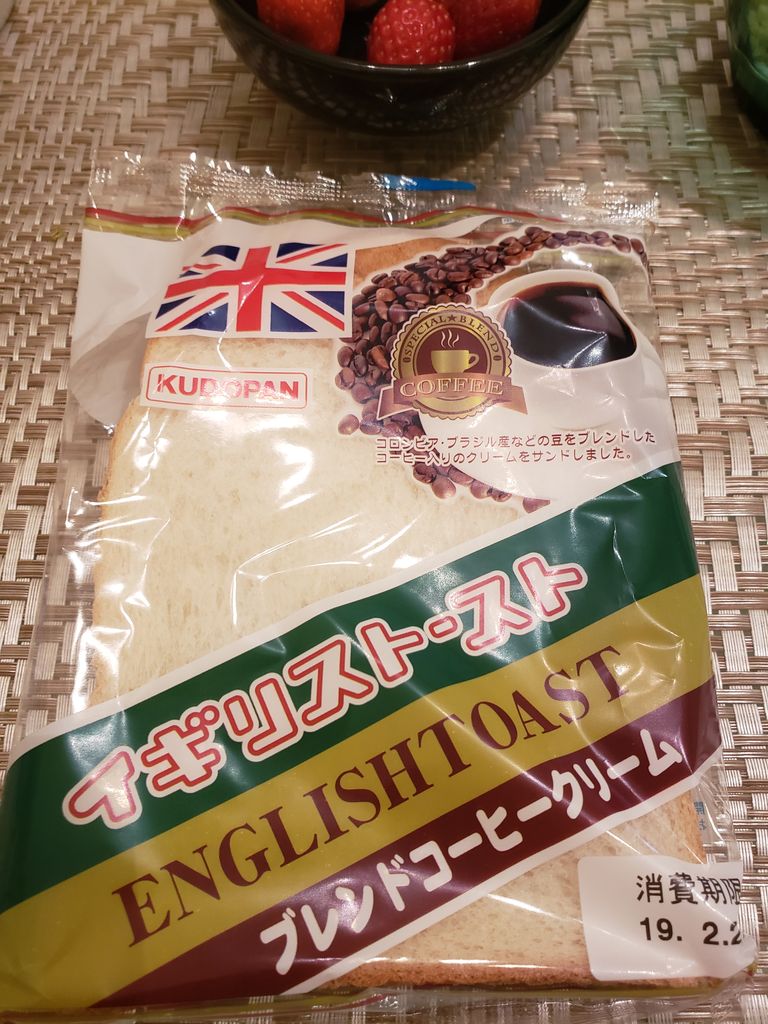 KUDOPAN
SPECIAL★BLEND
COFFEE
コロンビア・ブラジル産などの豆をブレンドした
コーヒー入りのクリームをサンドしました。
イギリストースト
ENGLISHTOAST
ブレンドコーヒークリーム
消費期限
19. 2.2